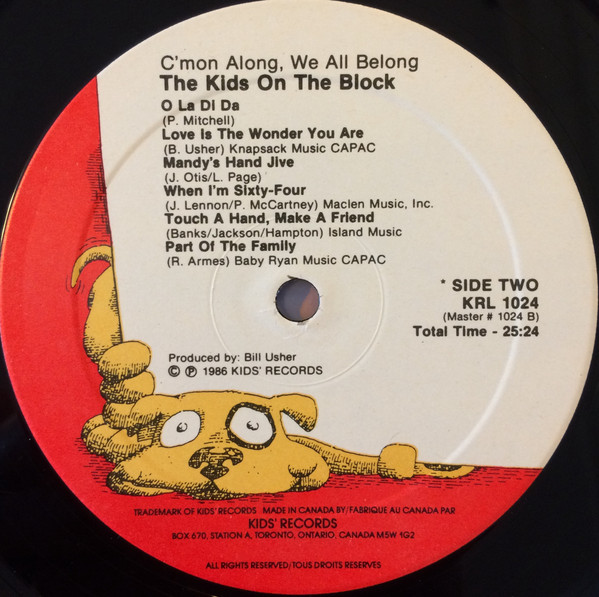 C'mon Along, We All Belong
The Kids On The Block
O La Di Da
(P. Mitchell)
Love Is The Wonder You Are
(B. Usher) Knapsack Music CAPAC
Mandy's Hand Jive
(J. Otis/L. Page)
When I'm Sixty-Four
(J. Lennon/P. McCartney) Maclen Music, Inc.
Touch A Hand, Make A Friend
(Banks/Jackson/Hampton) Island Music
Part Of The Family
(R. Armes) Baby Ryan Music CAPAC
* SIDE TWO
KRL 1024
(Master # 1024 B)
Total Time - 25:24
Produced by: Bill Usher
© ℗ 1986 KIDS' RECORDS
TRADEMARK OF KIDS' RECORDS MADE IN CANADA BY/FABRIQUE AU CANADA PAR
KIDS' RECORDS
BOX 670, STATION A, TORONTO, ONTARIO, CANADA M5W 1G2
ALL RIGHTS RESERVED/TOUS DROITS RESERVES